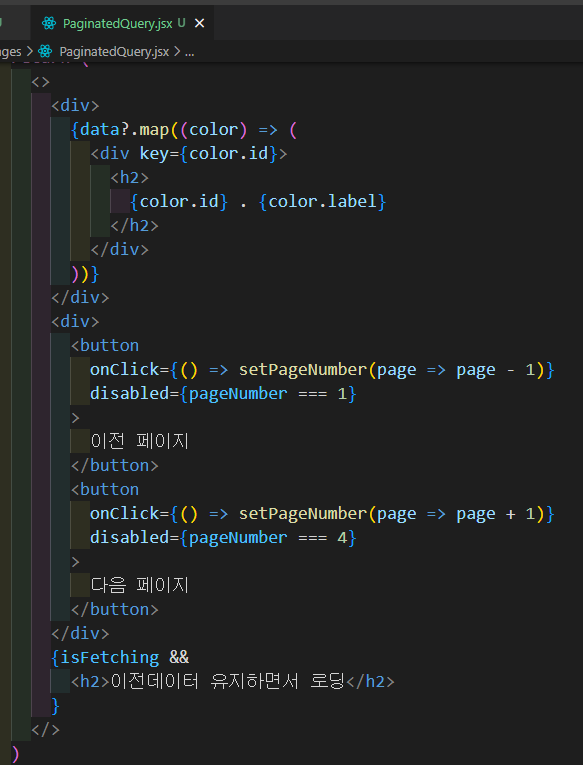 PaginatedQuery.jsx U ×
ges > PaginatedQuery.jsx > ...
<>
<div>
{data?.map((color) => (
<div key={color.id}>
<h2>
{color.id} . {color.label}
</h2>
</div>
))}
</div>
<div>
<button
onClick={() => setPageNumber(page => page - 1)}
disabled={pageNumber === 1}
>
이전 페이지
</button>
<button
onClick={() => setPageNumber(page => page + 1)}
disabled={pageNumber === 4}
>
다음 페이지
</button>
</div>
{isFetching &&
<h2>이전데이터 유지하면서 로딩</h2>
}
</>
)